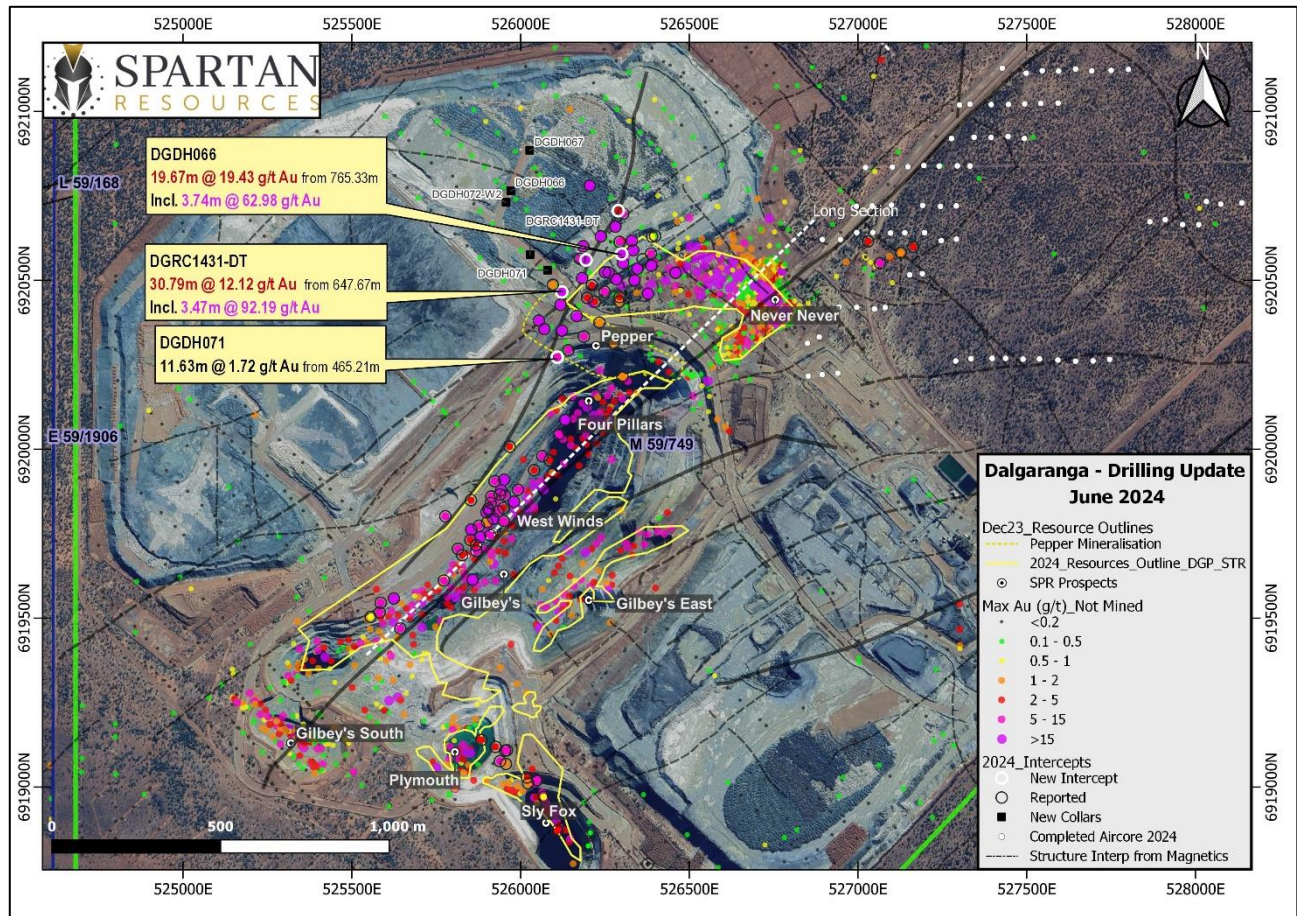 525000E
525500E
526000E
526500E
527000E
527500E
528000E
SPARTAN
RESOURCES
N
6921000N
6921000N
DGDH067
DGDH066
19.67m @ 19.43 g/t Au from 765.33m
Incl. 3.74m @ 62.98 g/t Au
L 59/168
DGDH066
DGDH072-W2
DGRC1431-DT
Long Section
DGRC1431-DT
30.79m @ 12.12 g/t Au from 647.67m
Incl. 3.47m @ 92.19 g/t Au
DGDH071
6920500N
6920500N
Never Never
Pepper
DGDH071
11.63m @ 1.72 g/t Au from 465.21m
Four Pillars
E 59/1906
M 59/749
6920000N
6920000N
West Winds
Gilbey's
Gilbey's East
6919500N
6919500N
Gilbey's South
Plymouth
Sly Fox
6919000N
6919000N
0
500
1,000 m
Dalgaranga - Drilling Update
June 2024
Dec23_Resource Outlines
Pepper Mineralisation
2024_Resources_Outline_DGP_STR
SPR Prospects
Max Au (g/t)_Not Mined
<0.2
0.1 - 0.5
0.5 - 1
1 - 2
2 - 5
5 - 15
>15
2024_Intercepts
New Intercept
Reported
New Collars
Completed Aircore 2024
Structure Interp from Magnetics
525000E
525500E
526000E
526500E
527000E
527500E
528000E